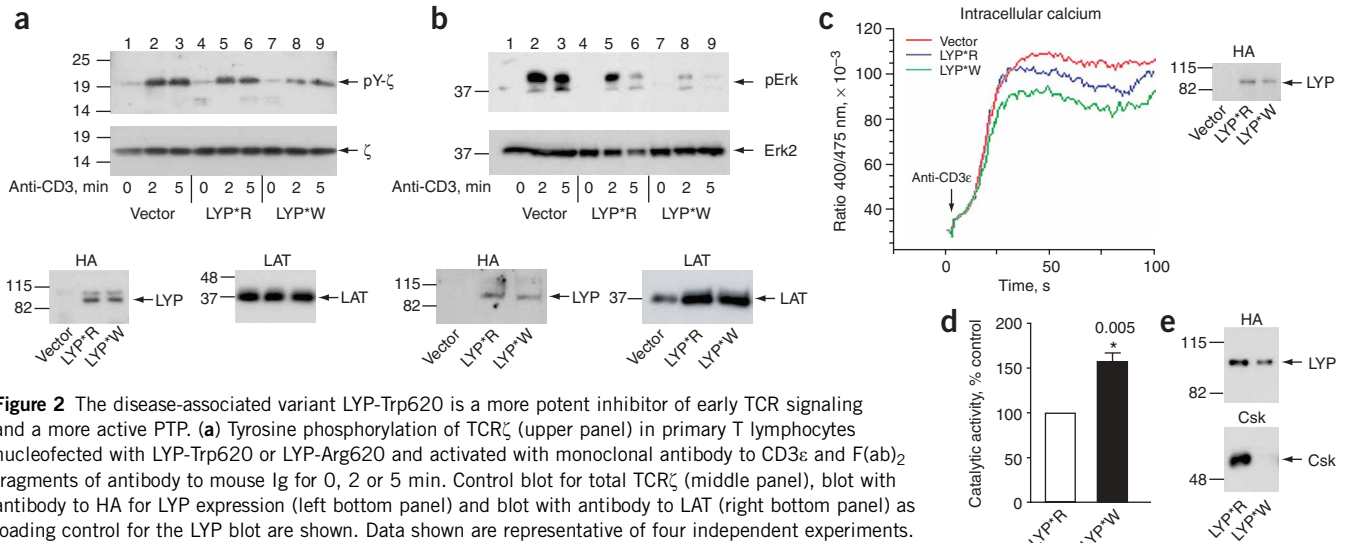 a
1 2 3 4 5 6 7 8 9
25
19
14
pY-ζ
19
14
ζ
Anti-CD3, min 0 2 5 0 2 5 0 2 5
Vector LYP*R LYP*W
HA
115
82
LYP
Vector LYP*R LYP*W
LAT
48
37
LAT
b
1 2 3 4 5 6 7 8 9
37
pErk
37
Erk2
Anti-CD3, min 0 2 5 0 2 5 0 2 5
Vector LYP*R LYP*W
HA
115
82
LYP
Vector LYP*R LYP*W
LAT
37
LAT
Vector LYP*R LYP*W
c
Intracellular calcium
Ratio 400/475 nm, × 10⁻³
120
100
80
60
40
Vector
LYP*R
LYP*W
Anti-CD3ε
0 50 100
Time, s
HA
115
82
LYP
Vector LYP*R LYP*W
d
Catalytic activity, % control
200
150
100
50
0
0.005
*
LYP*R LYP*W
e
HA
115
82
LYP
Csk
48
Csk
LYP*R LYP*W
Figure 2 The disease-associated variant LYP-Trp620 is a more potent inhibitor of early TCR signaling
and a more active PTP. (a) Tyrosine phosphorylation of TCRζ (upper panel) in primary T lymphocytes
nucleofected with LYP-Trp620 or LYP-Arg620 and activated with monoclonal antibody to CD3ε and F(ab)₂
fragments of antibody to mouse Ig for 0, 2 or 5 min. Control blot for total TCRζ (middle panel), blot with
antibody to HA for LYP expression (left bottom panel) and blot with antibody to LAT (right bottom panel) as
loading control for the LYP blot are shown. Data shown are representative of four independent experiments.